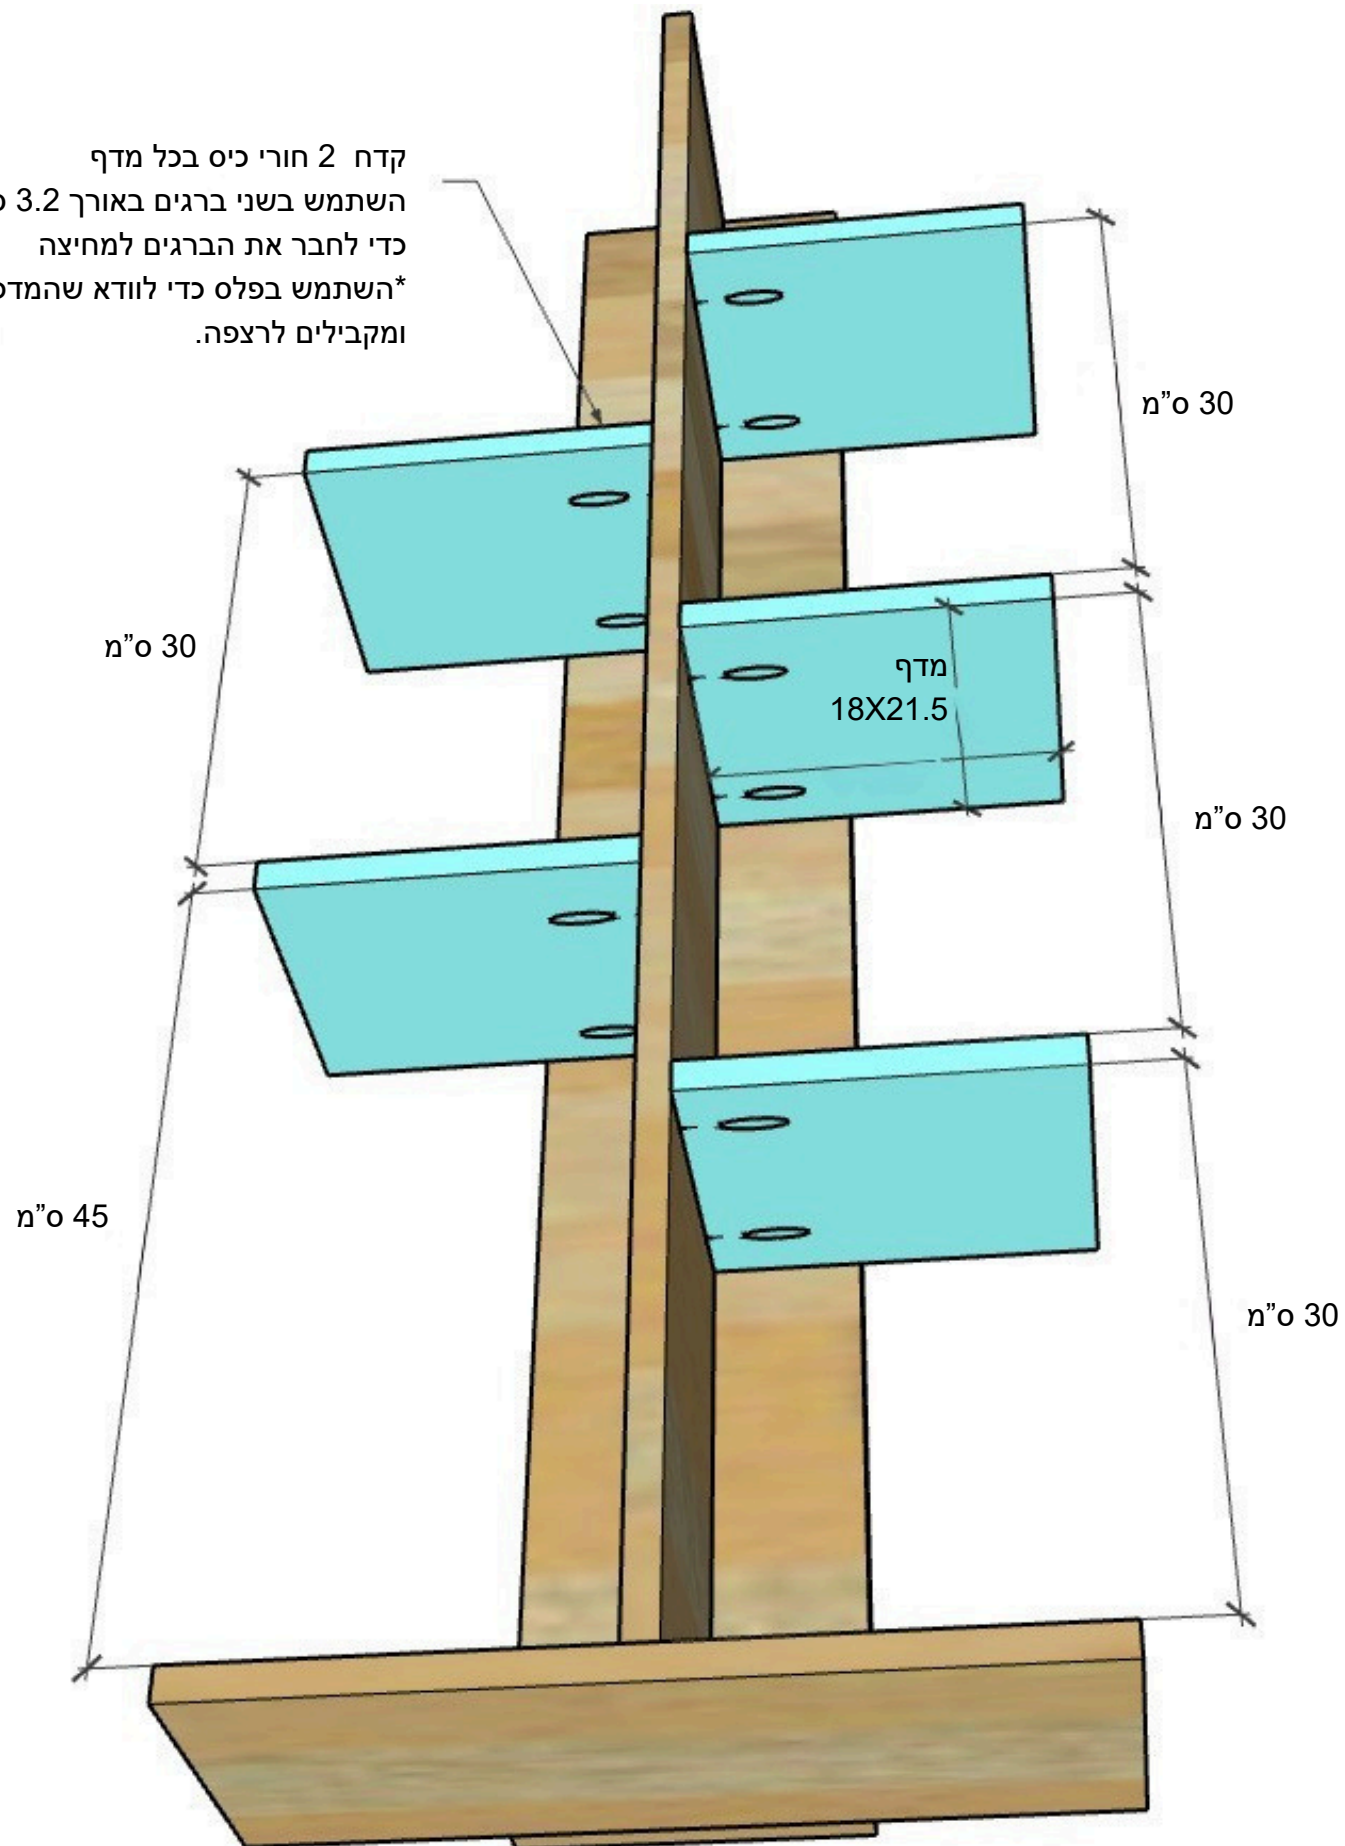 קדח 2 חורי כיס בכל מדף
השתמש בשני ברגים באורך 3.2
כדי לחבר את הברגים למחיצה
*השתמש בפלס כדי לוודא
ומקבילים לרצפה.
30 ס”מ
30 ס”מ
מדף
18X21.5
30 ס”מ
45 ס”מ
30 ס”מ